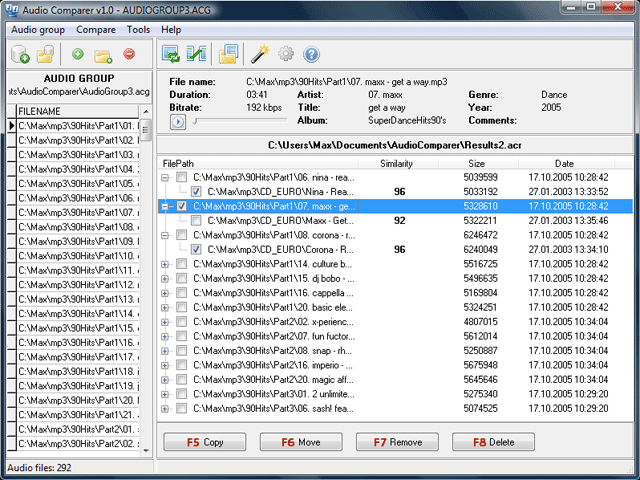 Audio Comparer v1.0 - AUDIOGROUP3.ACG
Audio group Compare Tools Help
AUDIO GROUP
ts\AudioComparer\AudioGroup3.acg
FILENAME
C:\Max\mp3\90Hits\Part1\01.
C:\Max\mp3\90Hits\Part1\02.
C:\Max\mp3\90Hits\Part1\03.
C:\Max\mp3\90Hits\Part1\04.
C:\Max\mp3\90Hits\Part1\05.
C:\Max\mp3\90Hits\Part1\06.
C:\Max\mp3\90Hits\Part1\07.
C:\Max\mp3\90Hits\Part1\08.
C:\Max\mp3\90Hits\Part1\09.
C:\Max\mp3\90Hits\Part1\10.
C:\Max\mp3\90Hits\Part1\11.
C:\Max\mp3\90Hits\Part1\12.
C:\Max\mp3\90Hits\Part1\13.
C:\Max\mp3\90Hits\Part1\14.
C:\Max\mp3\90Hits\Part1\15.
C:\Max\mp3\90Hits\Part1\16.
C:\Max\mp3\90Hits\Part1\17.
C:\Max\mp3\90Hits\Part1\18.
C:\Max\mp3\90Hits\Part1\19.
C:\Max\mp3\90Hits\Part1\20.
C:\Max\mp3\90Hits\Part1\21.
C:\Max\mp3\90Hits\Part2\01.
C:\Max\mp3\90Hits\Part2\02.
Audio files: 292
File name: C:\Max\mp3\90Hits\Part1\07. maxx - get a way.mp3
Duration: 03:41 Artist: 07. maxx Genre: Dance
Bitrate: 192 kbps Title: get a way Year: 2005
Album: SuperDanceHits90's Comments:
C:\Users\Max\Documents\AudioComparer\Results2.acr
FilePath Similarity Size Date
C:\Max\mp3\90Hits\Part1\06. nina - rea... 5039599 17.10.2005 10:28:42
C:\Max\mp3\CD_EURO\Nina - Rea... 96 5033192 27.01.2003 13:33:52
C:\Max\mp3\90Hits\Part1\07. maxx - ge... 5328610 17.10.2005 10:28:42
C:\Max\mp3\CD_EURO\Maxx - Get... 92 5322211 27.01.2003 13:35:46
C:\Max\mp3\90Hits\Part1\08. corona - r... 6246472 17.10.2005 10:28:42
C:\Max\mp3\CD_EURO\Corona - R... 96 6240049 27.01.2003 13:34:10
C:\Max\mp3\90Hits\Part1\14. culture b... 5516725 17.10.2005 10:28:42
C:\Max\mp3\90Hits\Part1\15. dj bobo - ... 5496635 17.10.2005 10:28:42
C:\Max\mp3\90Hits\Part1\16. cappella ... 5169804 17.10.2005 10:28:42
C:\Max\mp3\90Hits\Part1\20. basic ele... 5324251 17.10.2005 10:28:42
C:\Max\mp3\90Hits\Part2\02. x-perienc... 4807015 17.10.2005 10:34:04
C:\Max\mp3\90Hits\Part2\07. fun fuctor... 5612014 17.10.2005 10:34:04
C:\Max\mp3\90Hits\Part2\08. snap - rh... 5250887 17.10.2005 10:34:04
C:\Max\mp3\90Hits\Part2\16. imperio - ... 5675948 17.10.2005 10:34:04
C:\Max\mp3\90Hits\Part2\20. magic aff... 5645646 17.10.2005 10:34:04
C:\Max\mp3\90Hits\Part3\01. 2 unlimite... 5275340 17.10.2005 10:29:20
C:\Max\mp3\90Hits\Part3\06. sash! fea... 5074525 17.10.2005 10:29:20
F5 Copy F6 Move F7 Remove F8 Delete